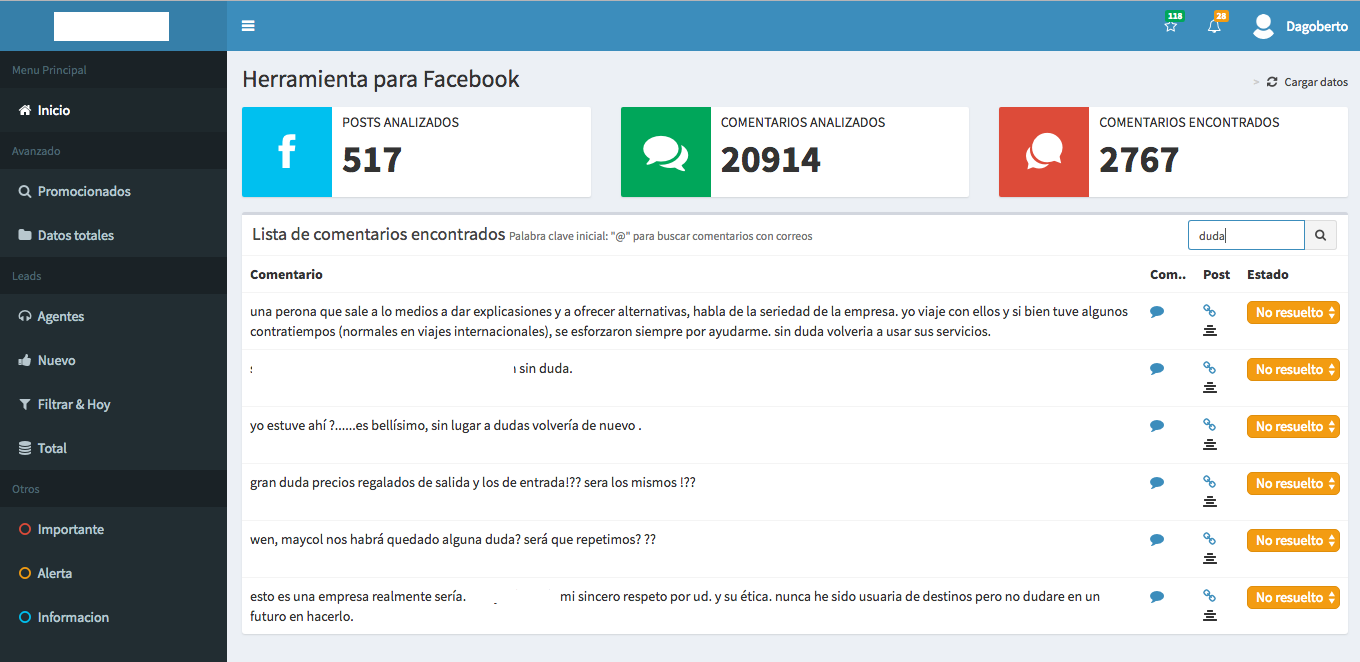 118
28
Dagoberto
Menu Principal
Inicio
Avanzado
Promocionados
Datos totales
Leads
Agentes
Nuevo
Filtrar & Hoy
Total
Otros
Importante
Alerta
Informacion
Herramienta para Facebook
> Cargar datos
POSTS ANALIZADOS
517
COMENTARIOS ANALIZADOS
20914
COMENTARIOS ENCONTRADOS
2767
Lista de comentarios encontrados Palabra clave inicial: "@" para buscar comentarios con correos
duda
Comentario Com.. Post Estado
una perona que sale a lo medios a dar explicasiones y a ofrecer alternativas, habla de la seriedad de la empresa. yo viaje con ellos y si bien tuve algunos
contratiempos (normales en viajes internacionales), se esforzaron siempre por ayudarme. sin duda volveria a usar sus servicios.
No resuelto
sin duda.
No resuelto
yo estuve ahí ?......es bellísimo, sin lugar a dudas volvería de nuevo .
No resuelto
gran duda precios regalados de salida y los de entrada!?? sera los mismos !??
No resuelto
wen, maycol nos habrá quedado alguna duda? será que repetimos? ??
No resuelto
esto es una empresa realmente sería. mi sincero respeto por ud. y su ética. nunca he sido usuaria de destinos pero no dudare en un
futuro en hacerlo.
No resuelto